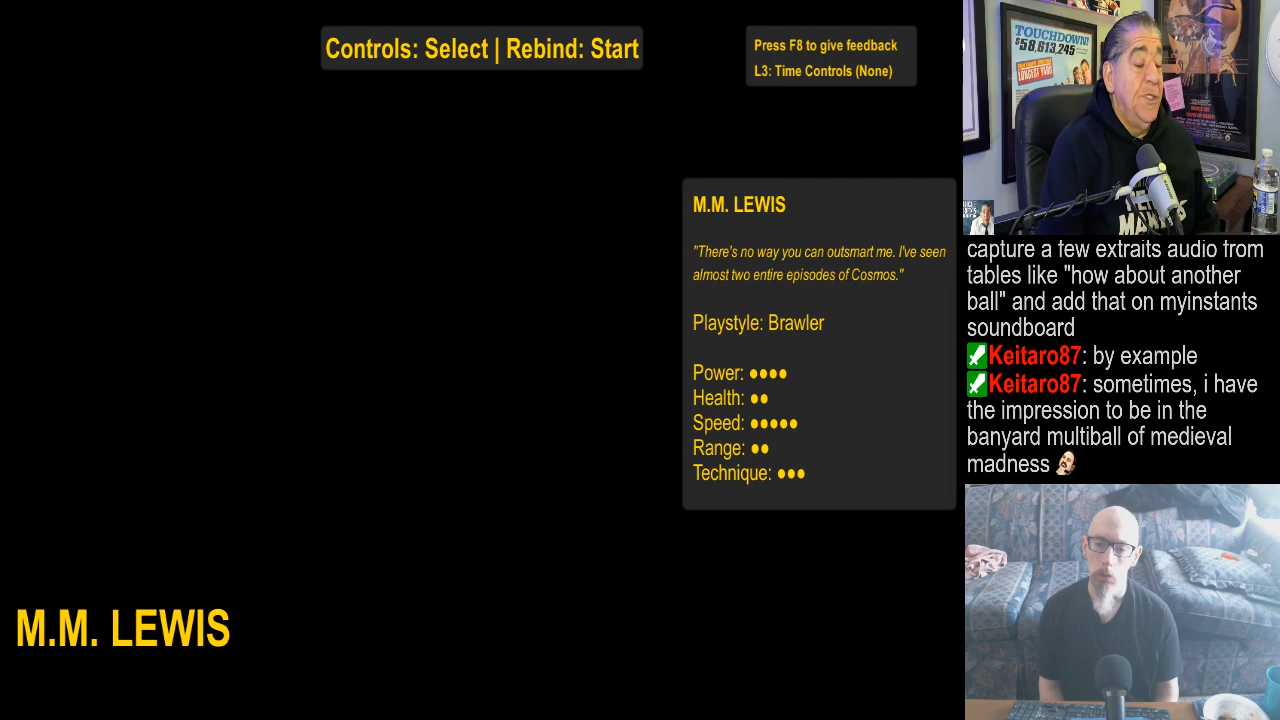 Controls: Select | Rebind: Start
Press F8 to give feedback
L3: Time Controls (None)
M.M. LEWIS
"There's no way you can outsmart me. I've seen
almost two entire episodes of Cosmos."
Playstyle: Brawler
Power: ●●●●
Health: ●●
Speed: ●●●●●
Range: ●●
Technique: ●●●
M.M. LEWIS
TOUCHDOWN!
$58,613,245
LONGEST YARD
capture a few extraits audio from
tables like "how about another
ball" and add that on myinstants
soundboard
Keitaro87: by example
Keitaro87: sometimes, i have
the impression to be in the
banyard multiball of medieval
madness